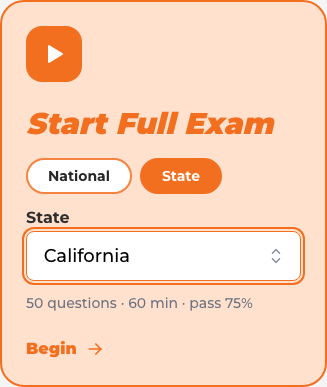 Start Full Exam
National State
State
California
50 questions · 60 min · pass 75%
Begin →